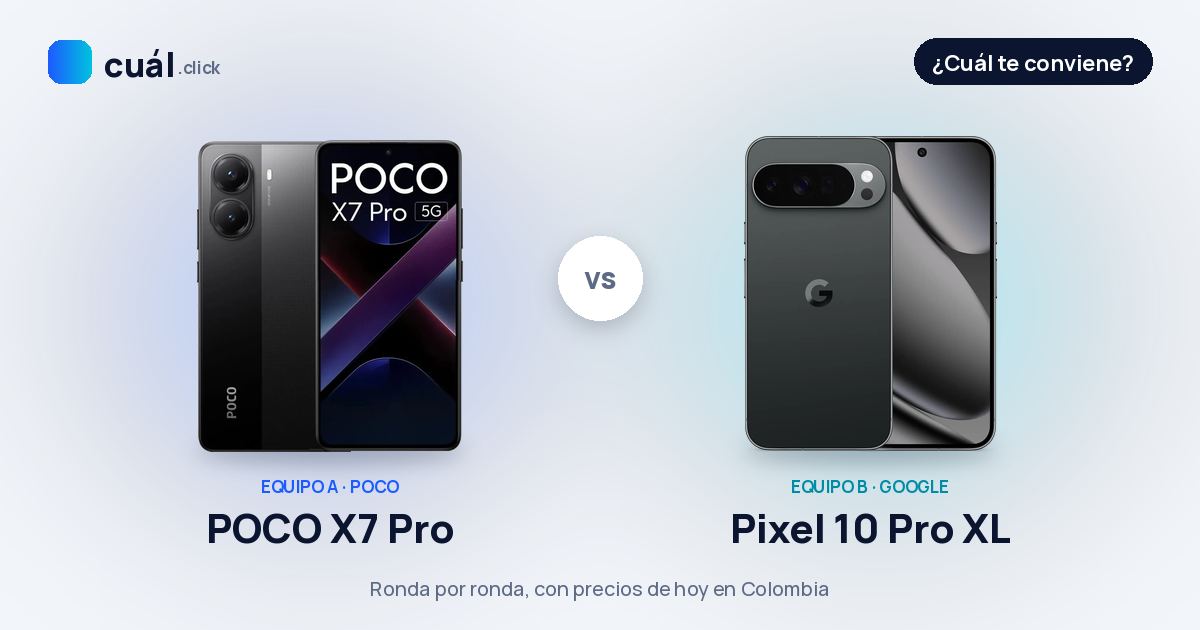 cuál.click
¿Cuál te conviene?
POCO
X7 Pro 5G
POCO
VS
G
EQUIPO A · POCO
EQUIPO B · GOOGLE
POCO X7 Pro
Pixel 10 Pro XL
Ronda por ronda, con precios de hoy en Colombia